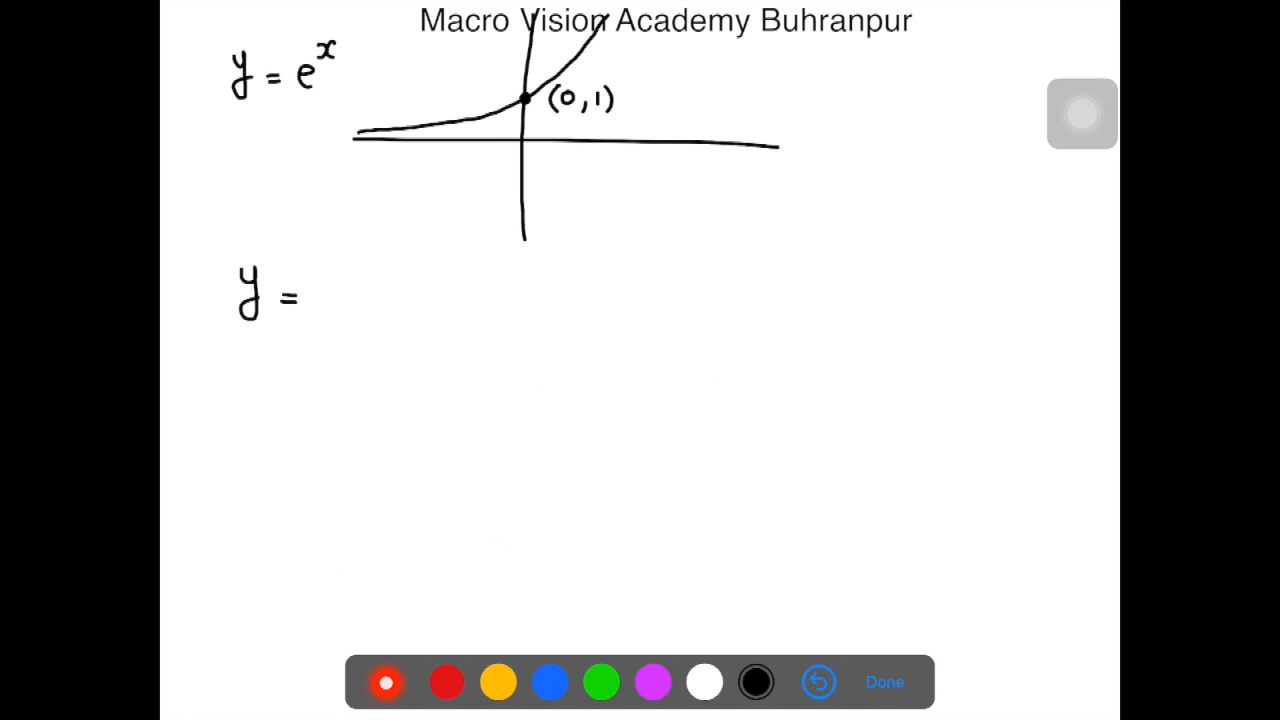 Macro Vision Academy Buhranpur
y = e^x
(0,1)
y =
Done